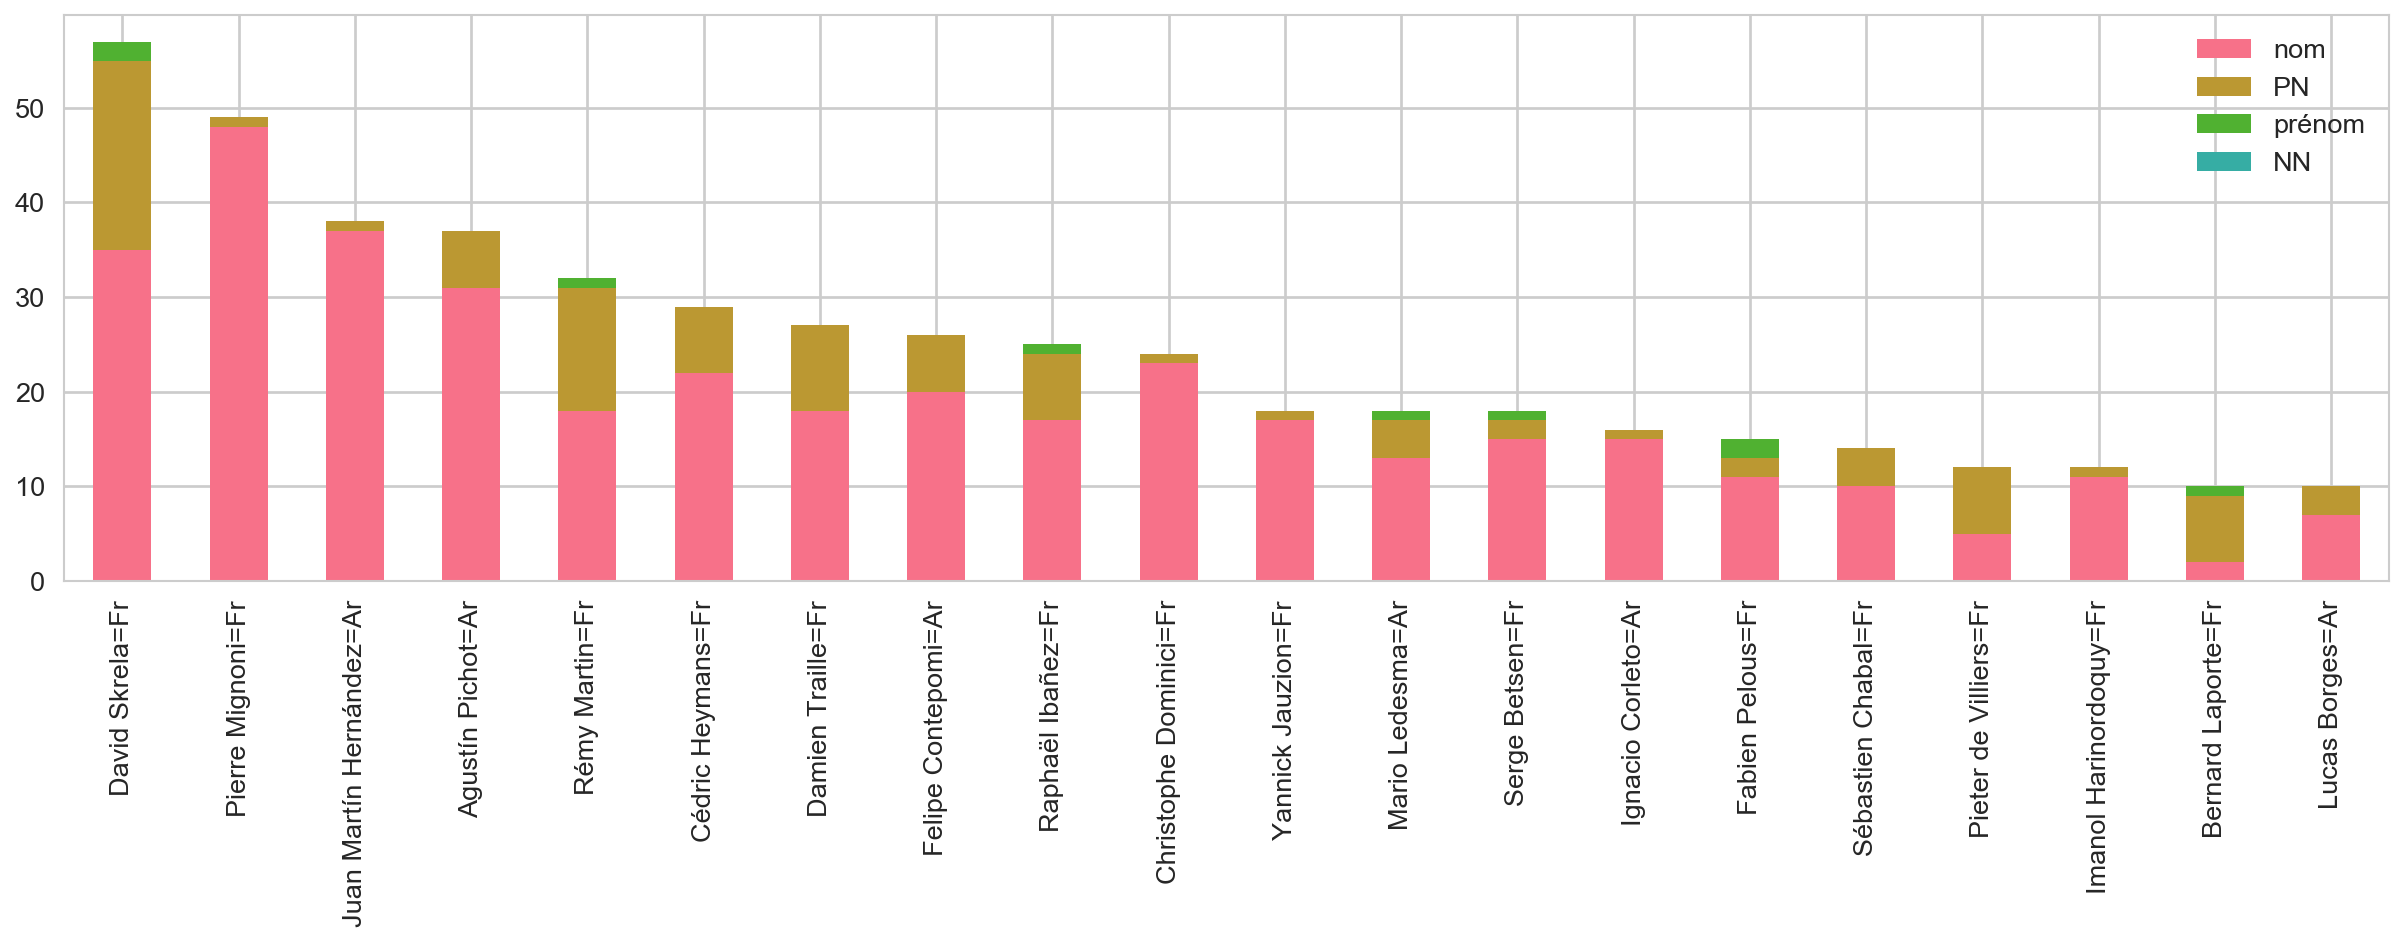 nom
PN
prénom
NN
50
40
30
20
10
0
David Skrela=Fr
Pierre Mignoni=Fr
Juan Martín Hernández=Ar
Agustín Pichot=Ar
Rémy Martin=Fr
Cédric Heymans=Fr
Damien Traille=Fr
Felipe Contepomi=Ar
Raphaël Ibañez=Fr
Christophe Dominici=Fr
Yannick Jauzion=Fr
Mario Ledesma=Ar
Serge Betsen=Fr
Ignacio Corleto=Ar
Fabien Pelous=Fr
Sébastien Chabal=Fr
Pieter de Villiers=Fr
Imanol Harinordoquy=Fr
Bernard Laporte=Fr
Lucas Borges=Ar